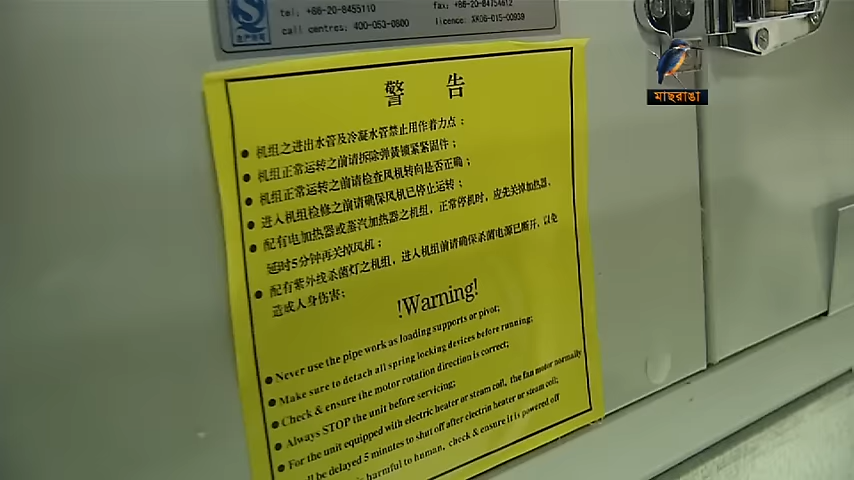 生产许可
tel: +86-20-8455110
fax: +86-20-84754612
call centres: 400-053-0800
licence: XK06-015-00939
মাছরাঙা
警 告
● 机组之进出水管及冷凝水管禁止用作着力点；
● 机组正常运转之前请拆除弹簧锁紧紧固件；
● 机组正常运转之前请检查风机转向是否正确；
● 进入机组检修之前请确保风机已停止运转；
● 配有电加热器或蒸汽加热器之机组，正常停机时，应先关掉加热器，
延时5分钟再关掉风机；
● 配有紫外线杀菌灯之机组，进入机组前请确保杀菌电源已断开，以免
造成人身伤害；
!Warning!
● Never use the pipe work as loading supports or pivot;
● Make sure to detach all spring locking devices before running;
● Check & ensure the motor rotation direction is correct;
● Always STOP the unit before servicing;
● For the unit equipped with electric heater or steam coil, the fan motor normally
be delayed 5 minutes to shut off after electrin heater or steam coil;
harmful to human, check & ensure it is powered off